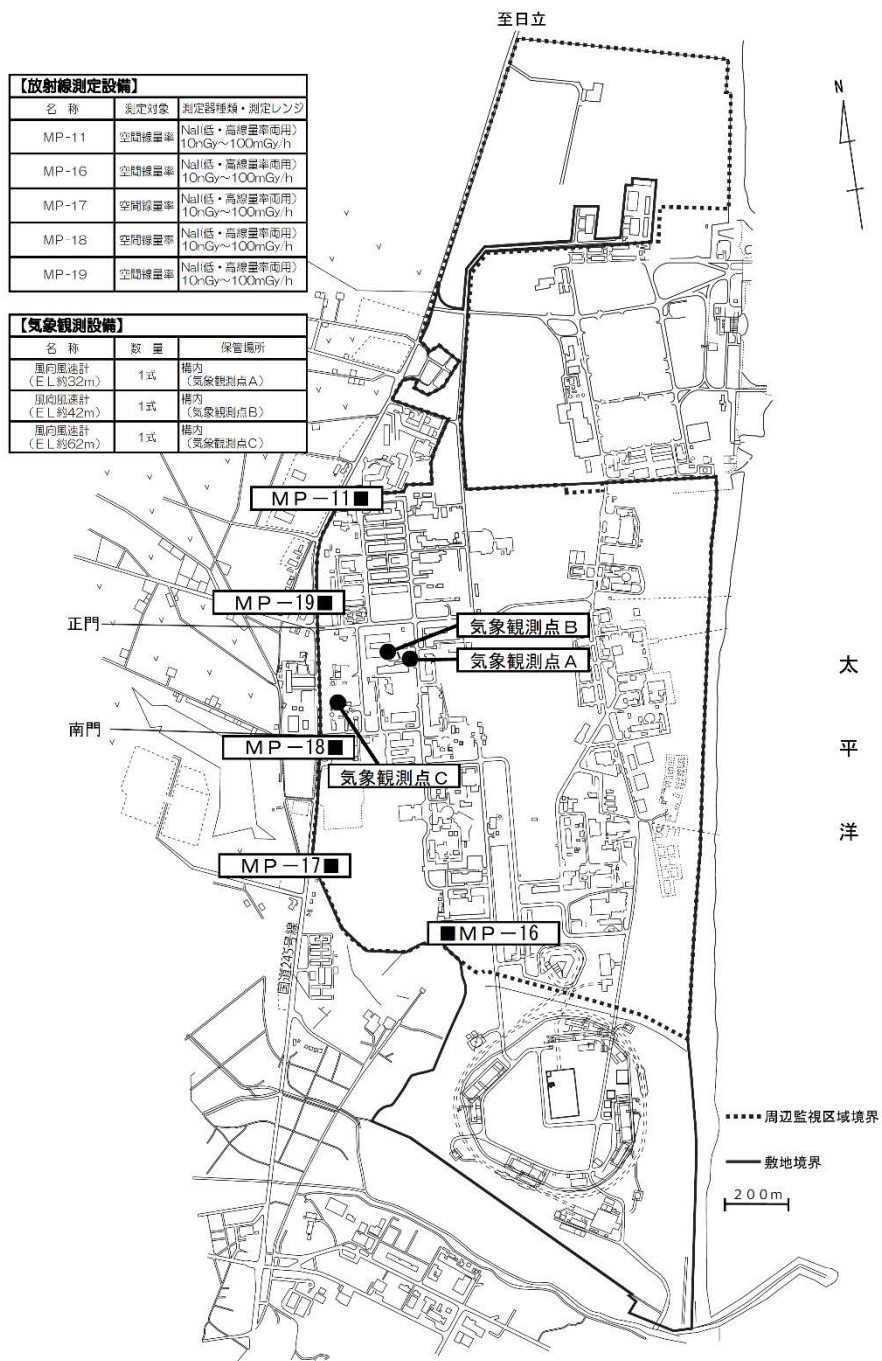 至日立
【放射線測定設備】
名 称 測定対象 測定器種類・測定レンジ
MP-11 空間線量率 NaI(低・高線量率両用)
10nGy～100mGy/h
MP-16 空間線量率 NaI(低・高線量率両用)
10nGy～100mGy/h
MP-17 空間線量率 NaI(低・高線量率両用)
10nGy～100mGy/h
MP-18 空間線量率 NaI(低・高線量率両用)
10nGy～100mGy/h
MP-19 空間線量率 NaI(低・高線量率両用)
10nGy～100mGy/h
N
【気象観測設備】
名 称 数 量 保管場所
風向風速計
(EL約32m) 1式 構内
(気象観測点A)
風向風速計
(EL約42m) 1式 構内
(気象観測点B)
風向風速計
(EL約62m) 1式 構内
(気象観測点C)
MP-11■
MP-19■
正門
気象観測点B
気象観測点A
南門
MP-18■
気象観測点C
太平洋
MP-17■
■MP-16
国道245号線
周辺監視区域境界
敷地境界
200m